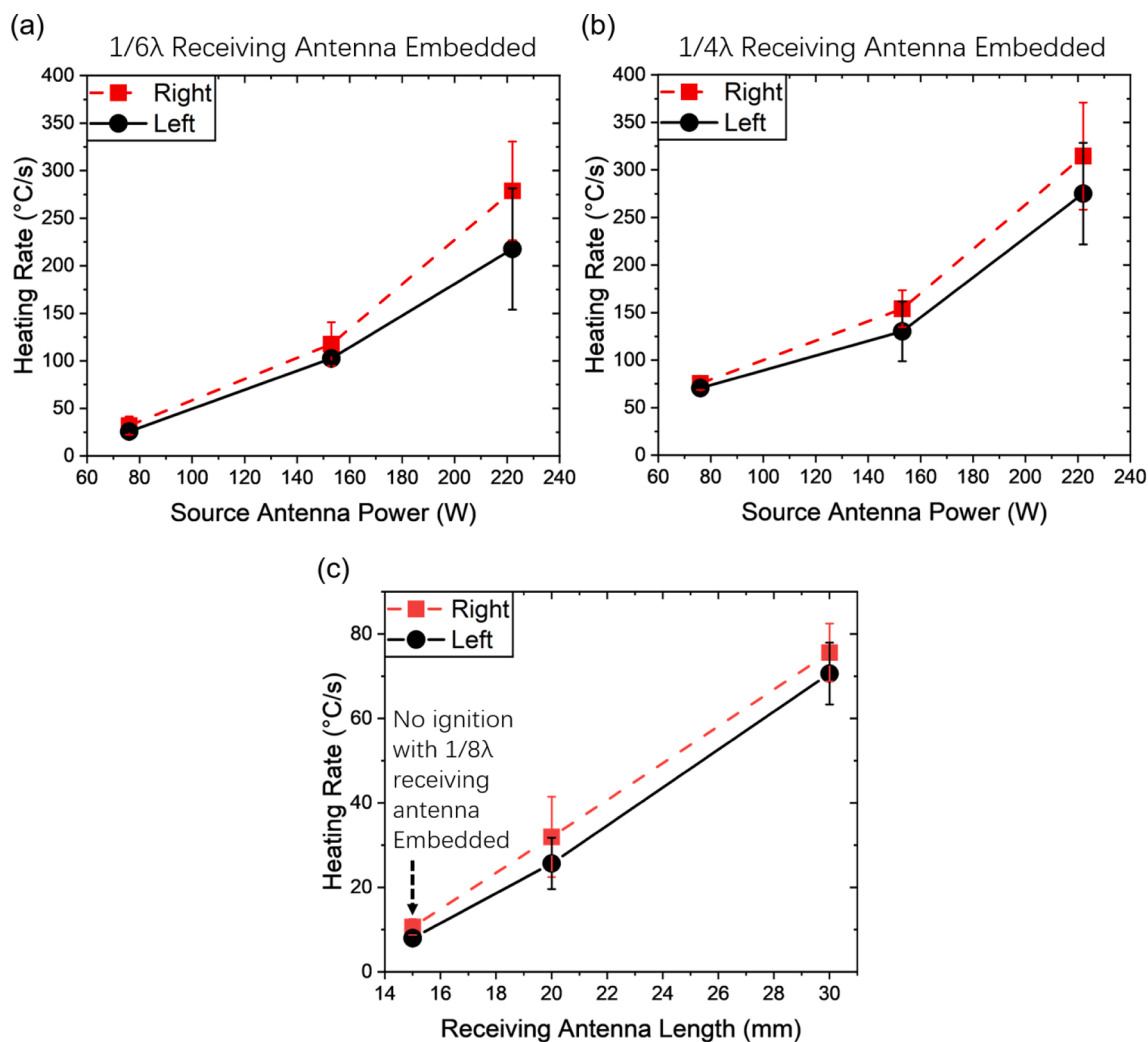 (a)
1/6λ Receiving Antenna Embedded
400
350
300
250
200
150
100
50
0
Heating Rate (°C/s)
Right
Left
60 80 100 120 140 160 180 200 220 240
Source Antenna Power (W)
(b)
1/4λ Receiving Antenna Embedded
400
350
300
250
200
150
100
50
0
Heating Rate (°C/s)
Right
Left
60 80 100 120 140 160 180 200 220 240
Source Antenna Power (W)
(c)
80
60
40
20
0
Heating Rate (°C/s)
Right
Left
No ignition
with 1/8λ
receiving
antenna
Embedded
14 16 18 20 22 24 26 28 30
Receiving Antenna Length (mm)